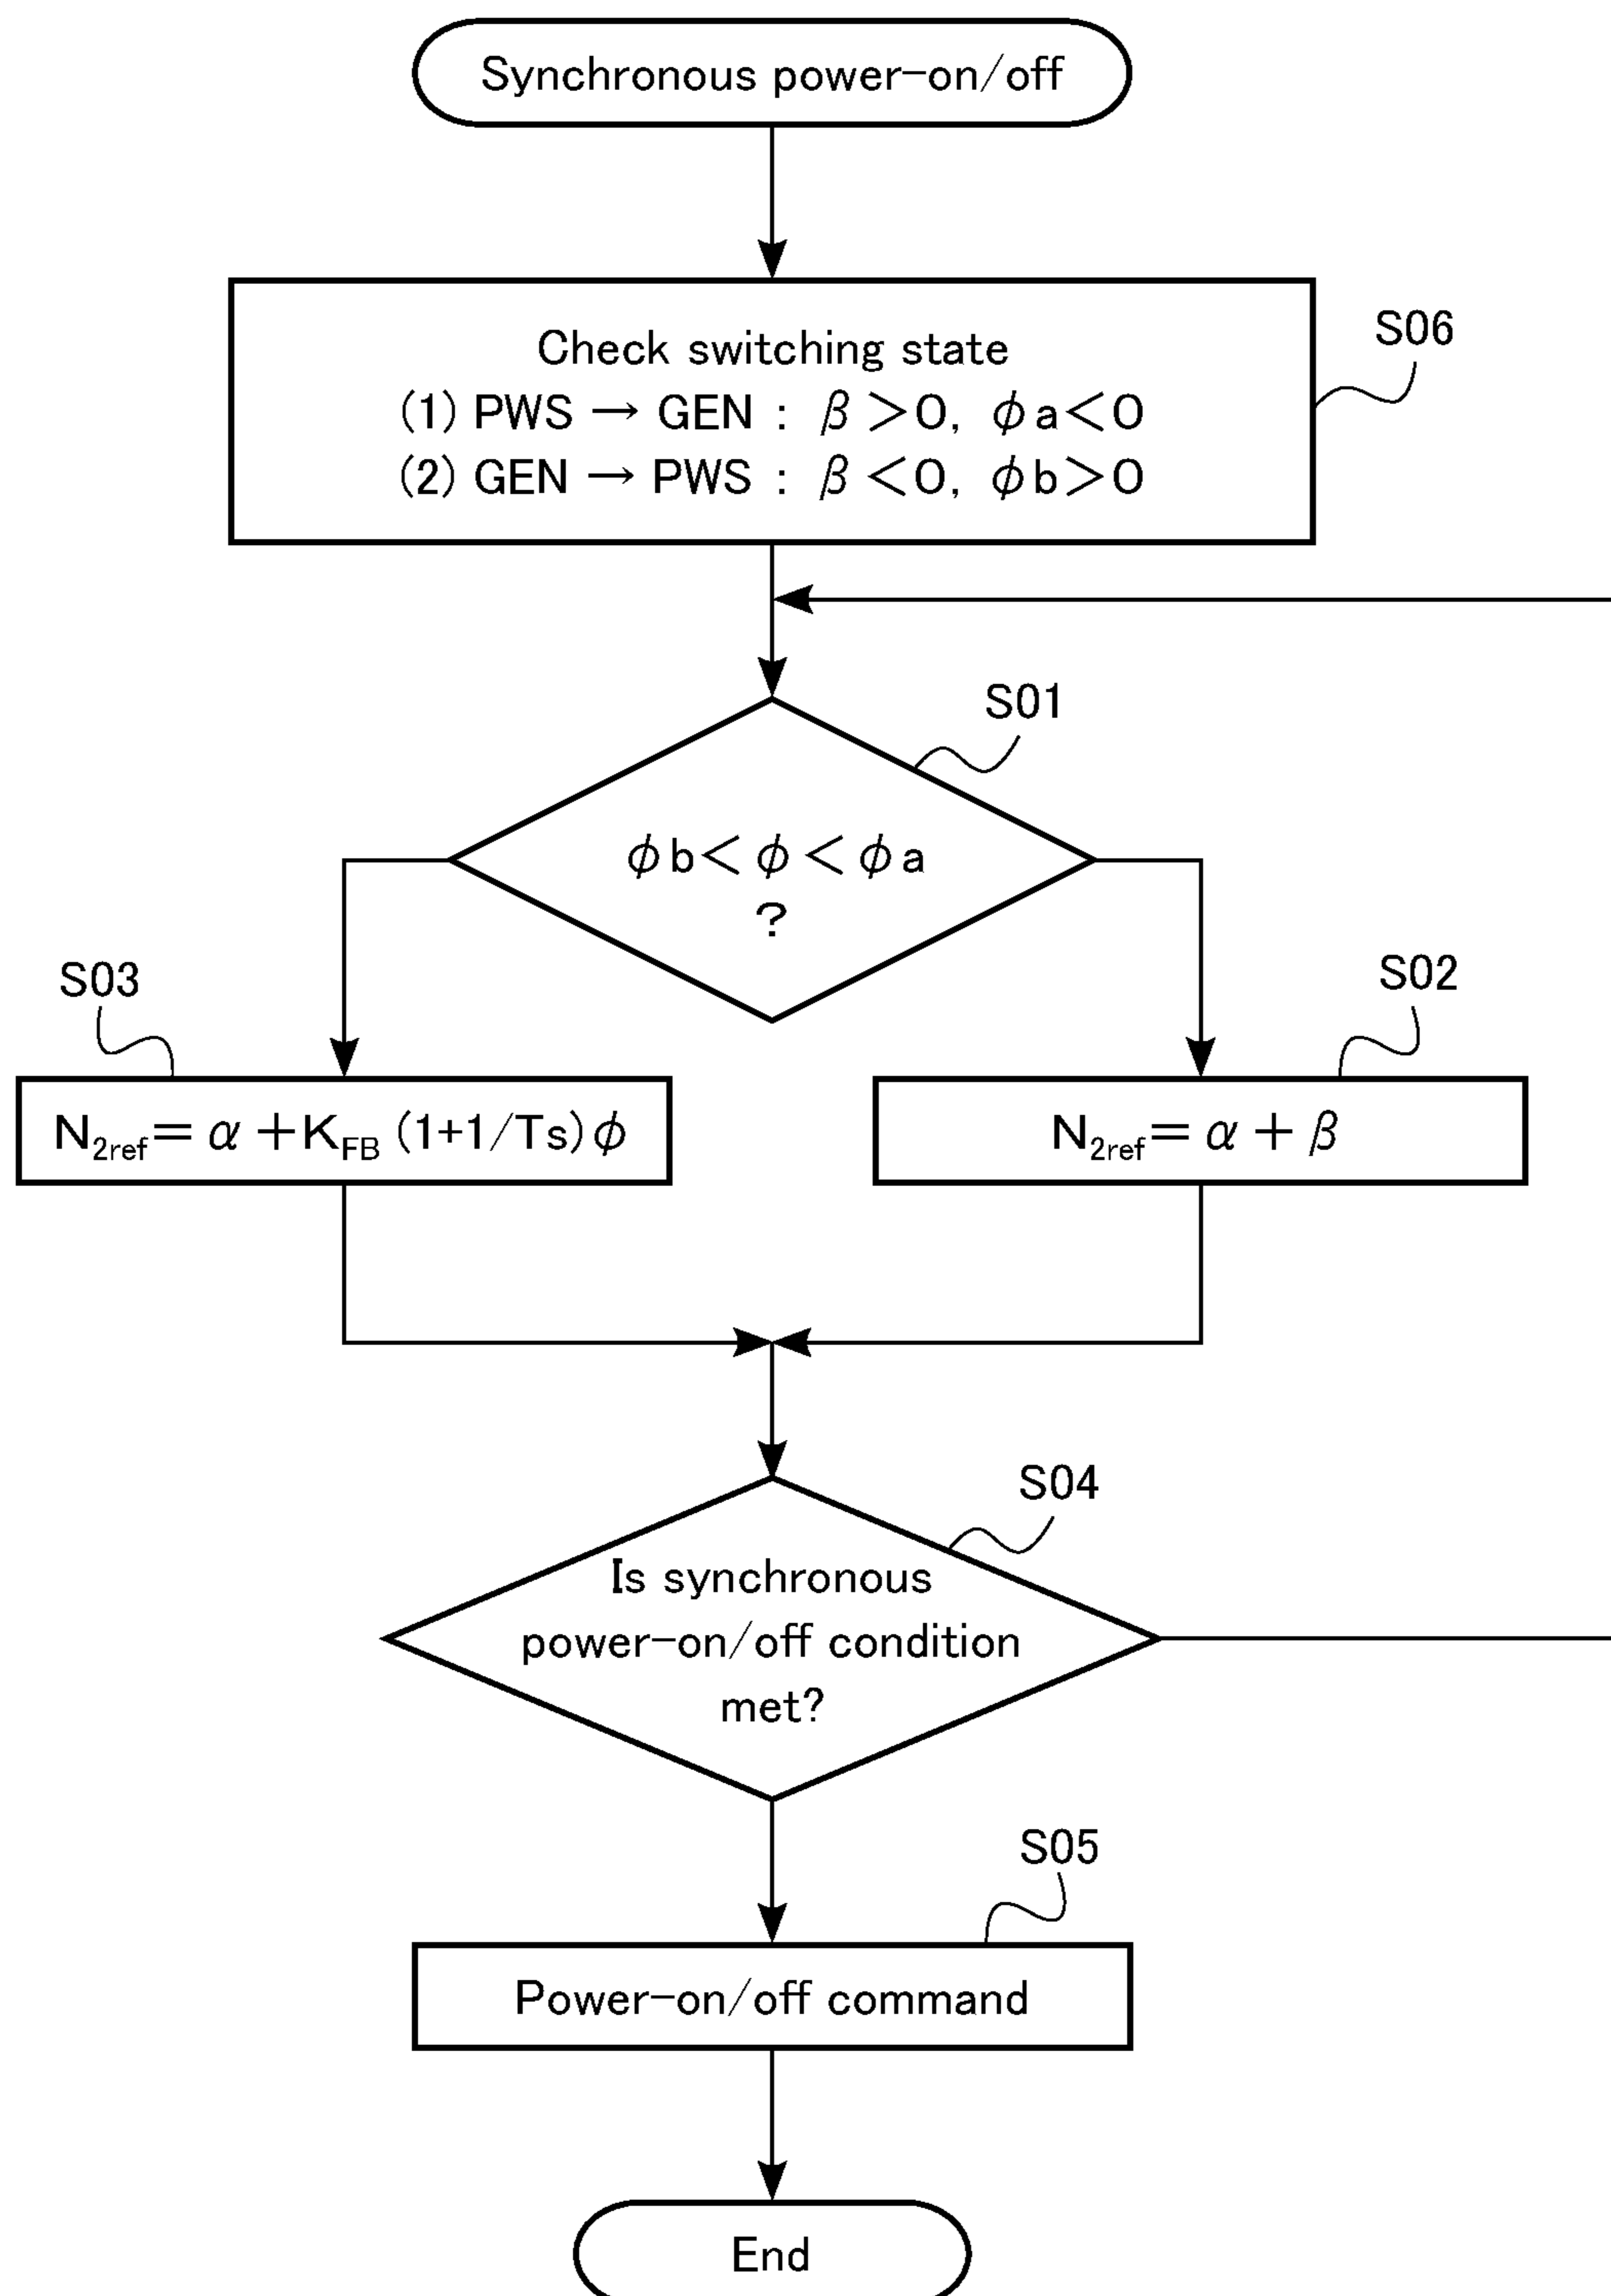 Synchronous power-on/off
Check switching state
(1) PWS → GEN : β>0, φa<0
(2) GEN → PWS : β<0, φb>0
S06
S01
φb<φ<φa
?
S03
S02
N2ref=α+KFB (1+1/Ts)φ
N2ref=α+β
S04
Is synchronous
power-on/off condition
met?
S05
Power-on/off command
End